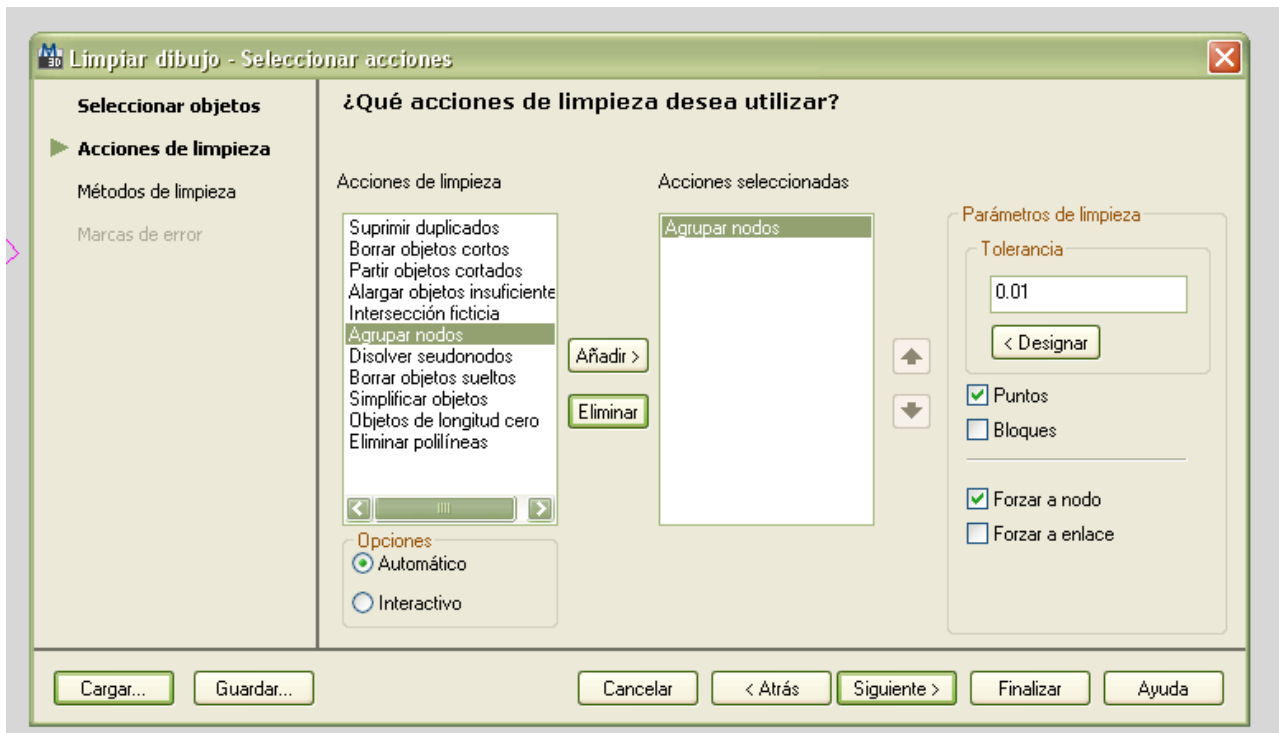 Limpiar dibujo - Seleccionar acciones
Seleccionar objetos
Acciones de limpieza
Métodos de limpieza
Marcas de error
¿Qué acciones de limpieza desea utilizar?
Acciones de limpieza
Suprimir duplicados
Borrar objetos cortos
Partir objetos cortados
Alargar objetos insuficiente
Intersección ficticia
Agrupar nodos
Disolver seudonodos
Borrar objetos sueltos
Simplificar objetos
Objetos de longitud cero
Eliminar polilíneas
Opciones
Automático
Interactivo
Añadir >
Eliminar
Acciones seleccionadas
Agrupar nodos
Parámetros de limpieza
Tolerancia
0.01
< Designar
Puntos
Bloques
Forzar a nodo
Forzar a enlace
Cargar...
Guardar...
Cancelar
< Atrás
Siguiente >
Finalizar
Ayuda